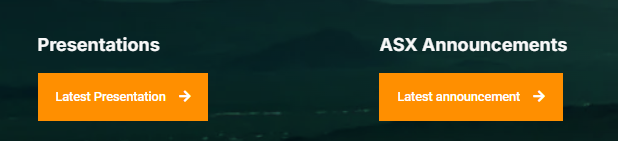 Presentations
ASX Announcements
Latest Presentation →
Latest announcement →